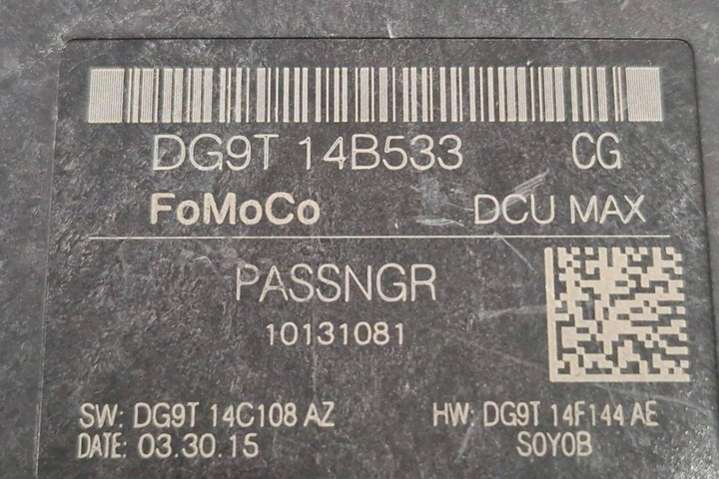 DG9T 14B533 CG
FoMoCo DCU MAX
PASSNGR
10131081
SW: DG9T 14C108 AZ HW: DG9T 14F144 AE
DATE: 03.30.15 S0Y0B